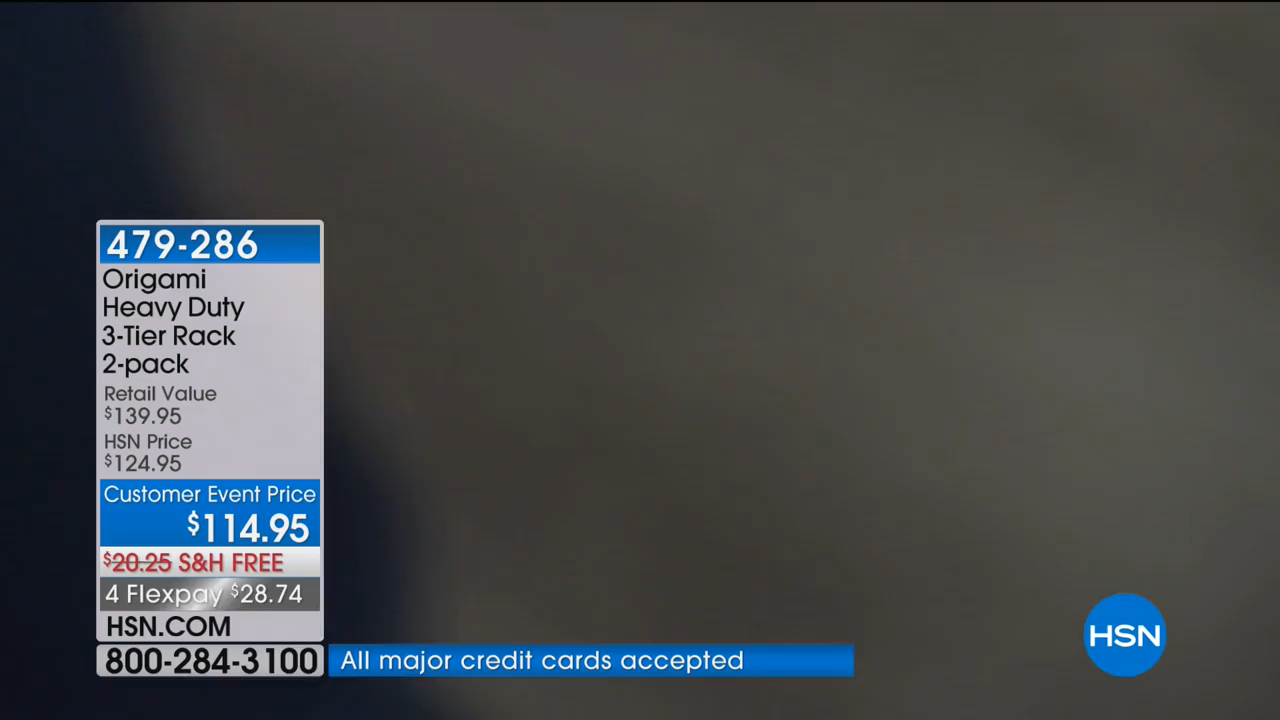 479-286
Origami
Heavy Duty
3-Tier Rack
2-pack
Retail Value
$139.95
HSN Price
$124.95
Customer Event Price
$114.95
$20.25 S&H FREE
4 Flexpay $28.74
HSN.COM
800-284-3100
All major credit cards accepted
HSN